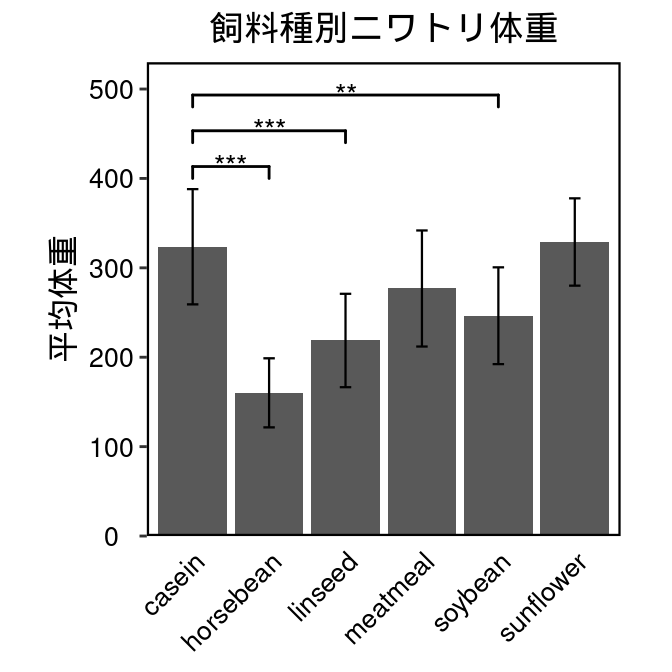 飼料種別ニワトリ体重
平均体重
500
400
300
200
100
0
**
***
***
casein
horsebean
linseed
meatmeal
soybean
sunflower